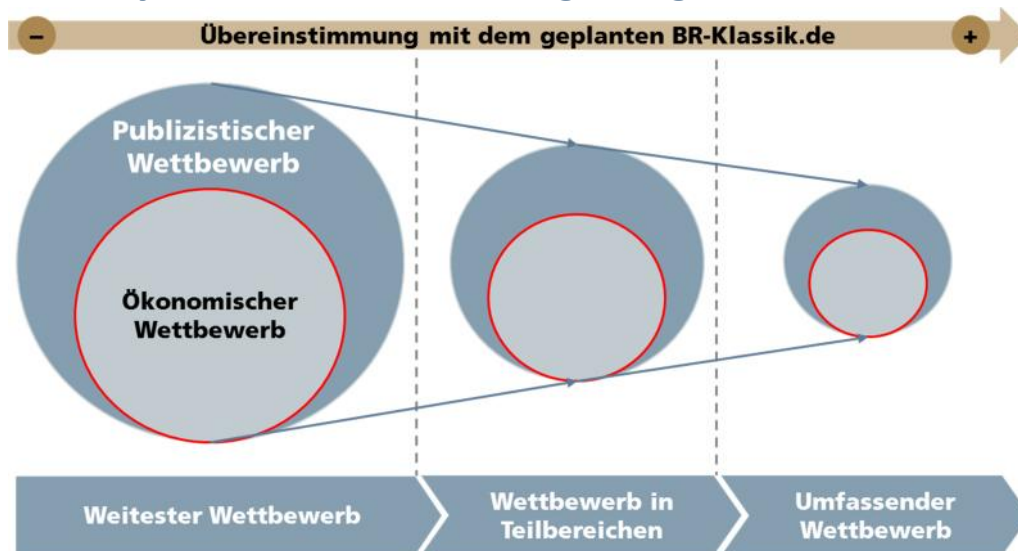 Übereinstimmung mit dem geplanten BR-Klassik.de
Publizistischer
Wettbewerb
Ökonomischer
Wettbewerb
Weitester Wettbewerb
Wettbewerb in
Teilbereichen
Umfassender
Wettbewerb